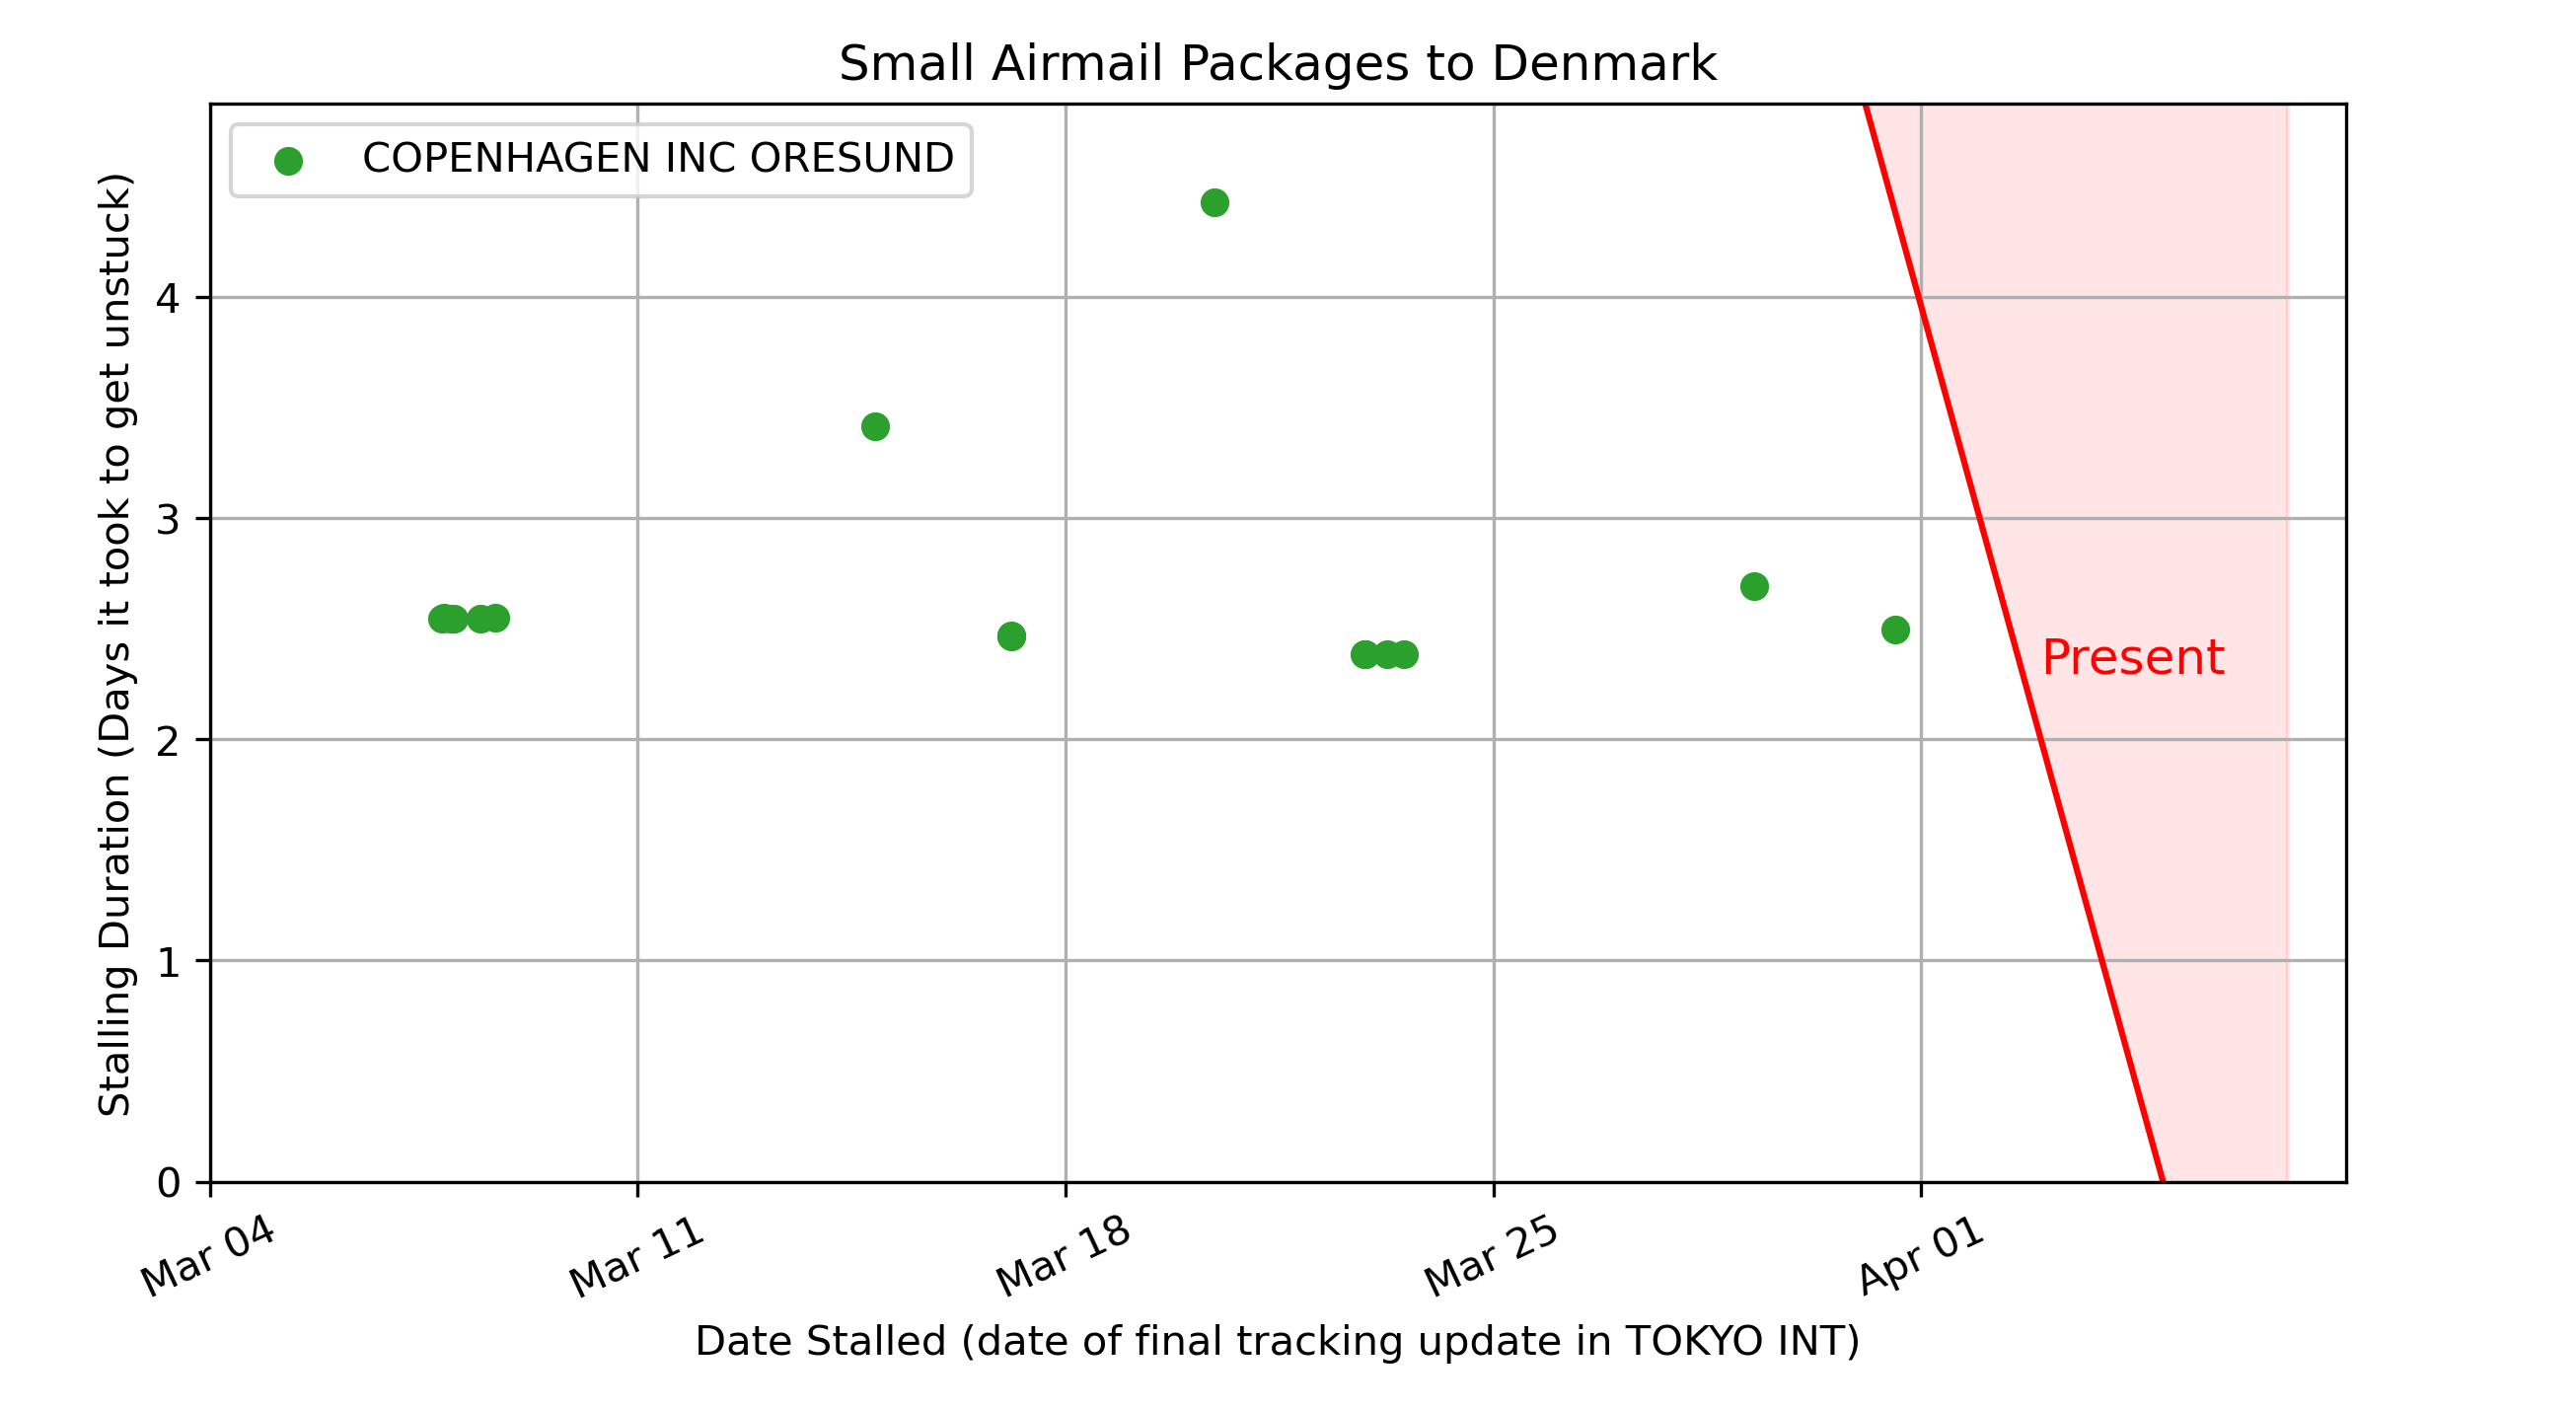 Small Airmail Packages to Denmark
COPENHAGEN INC ORESUND
Stalling Duration (Days it took to get unstuck)
4
3
2
1
0
Present
Mar 04
Mar 11
Mar 18
Mar 25
Apr 01
Date Stalled (date of final tracking update in TOKYO INT)